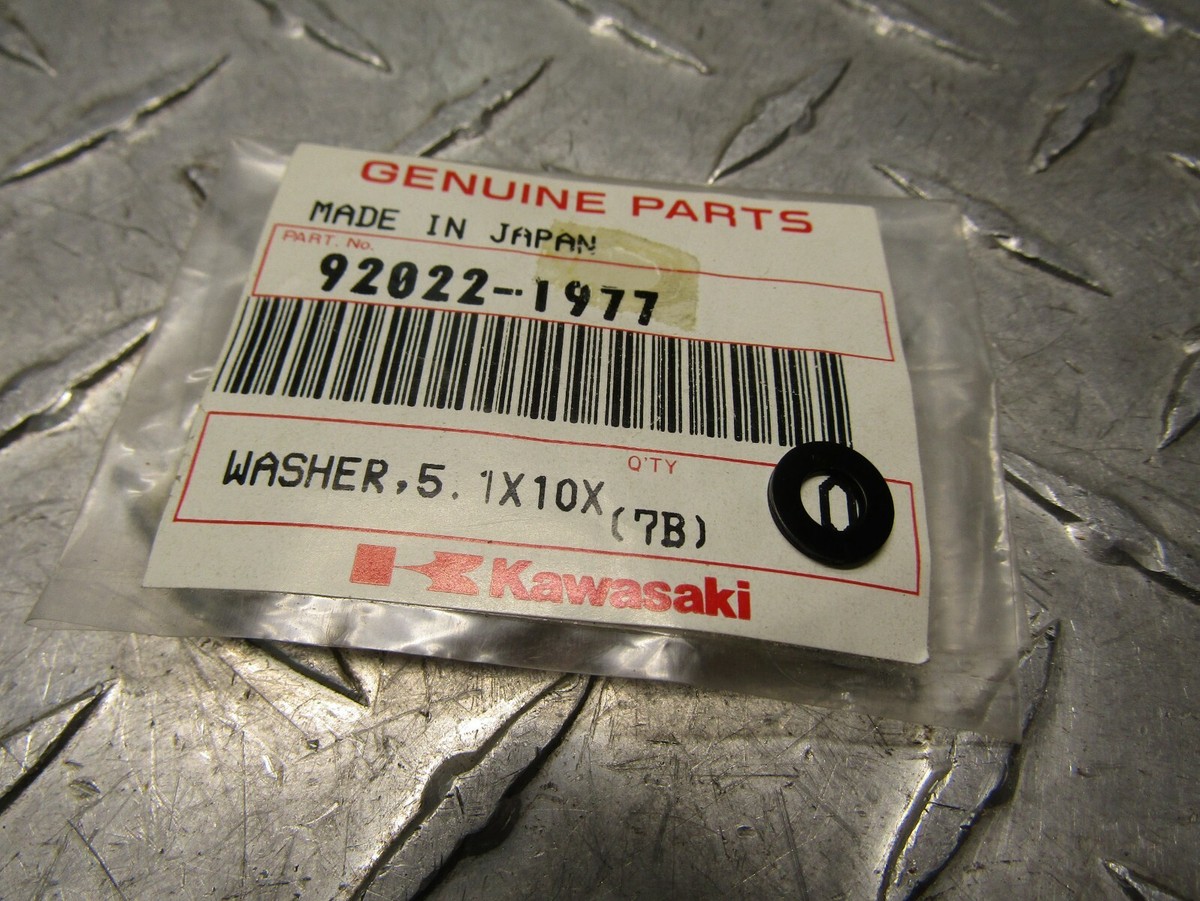 GENUINE PARTS
MADE IN JAPAN
PART. No.
92022-1977
Q'TY
WASHER,5.1X10X
(7B)
Kawasaki